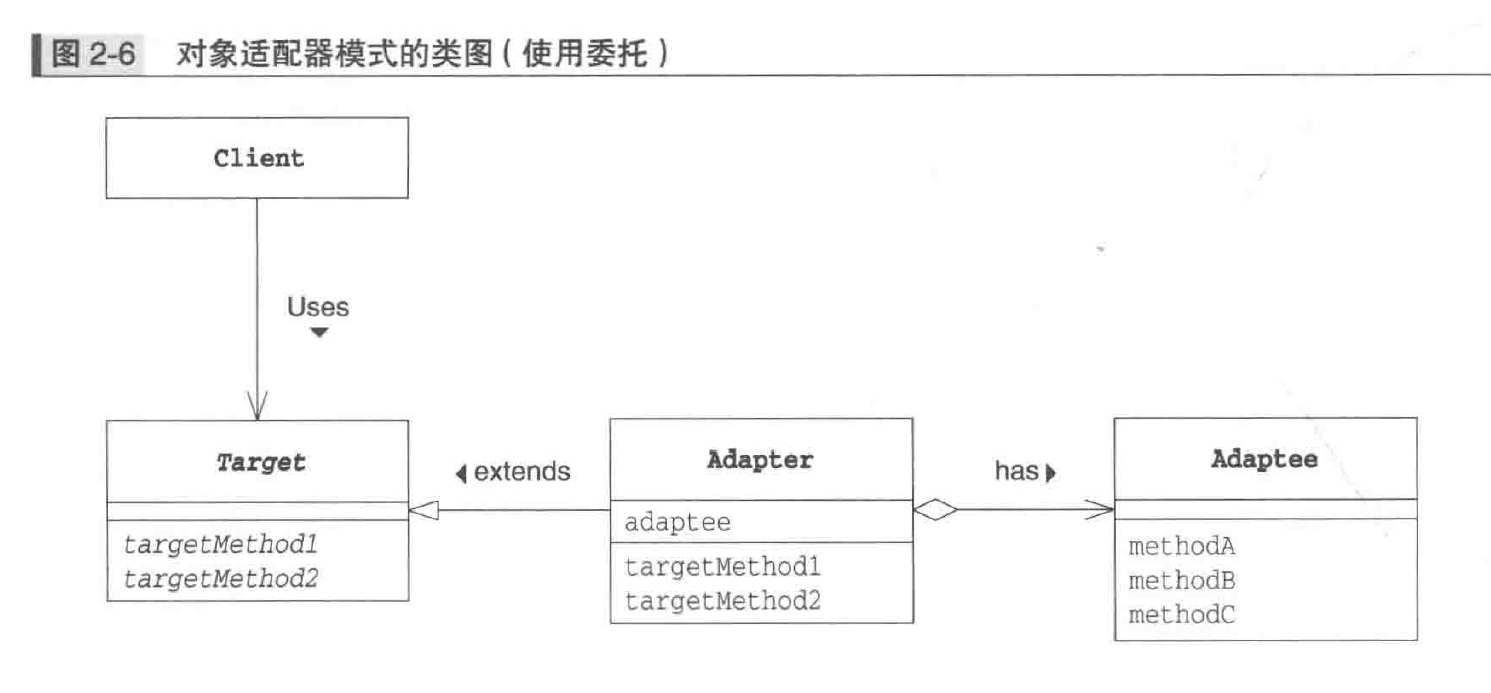 图 2-6 对象适配器模式的类图（使用委托）
Client
Uses
Target
targetMethod1
targetMethod2
extends
Adapter
adaptee
targetMethod1
targetMethod2
has
Adaptee
methodA
methodB
methodC